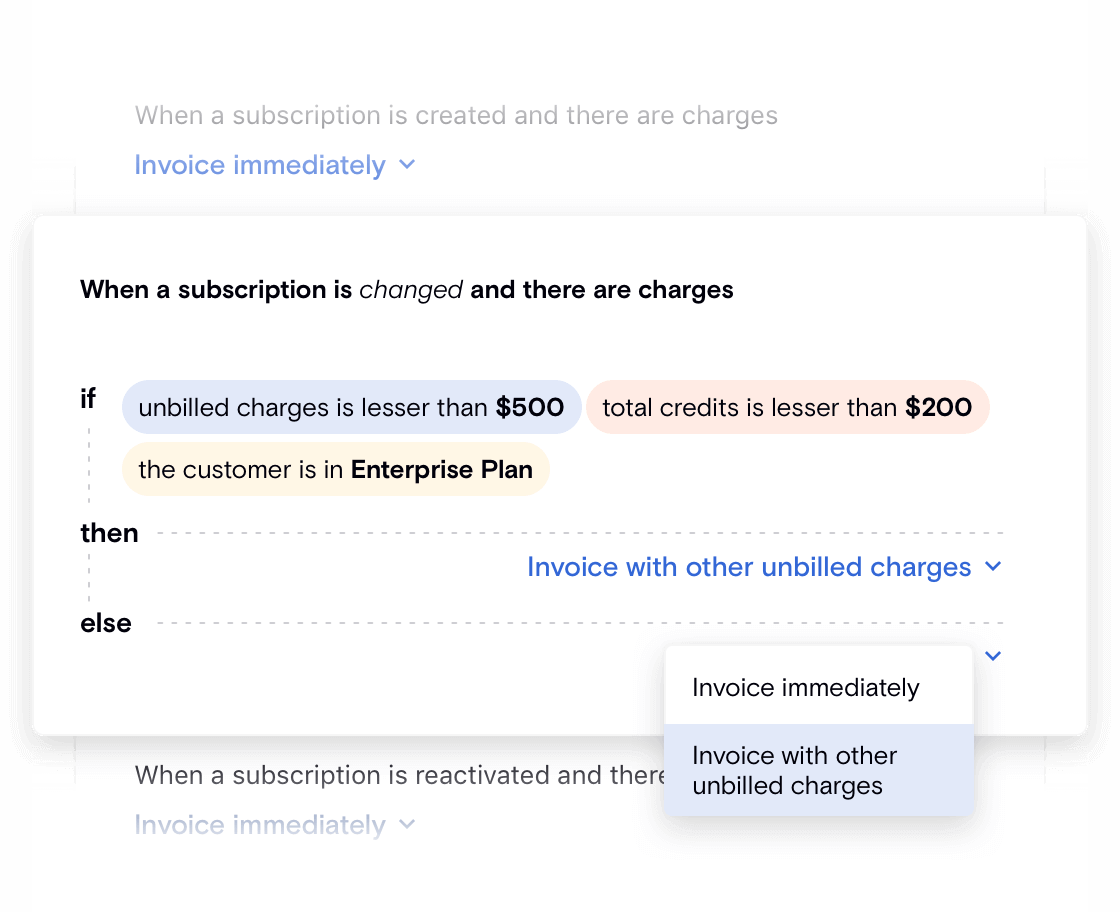 When a subscription is created and there are charges
Invoice immediately
When a subscription is changed and there are charges
if
unbilled charges is lesser than $500
total credits is lesser than $200
the customer is in Enterprise Plan
then
Invoice with other unbilled charges
else
Invoice immediately
Invoice with other
unbilled charges
When a subscription is reactivated and there
Invoice immediately